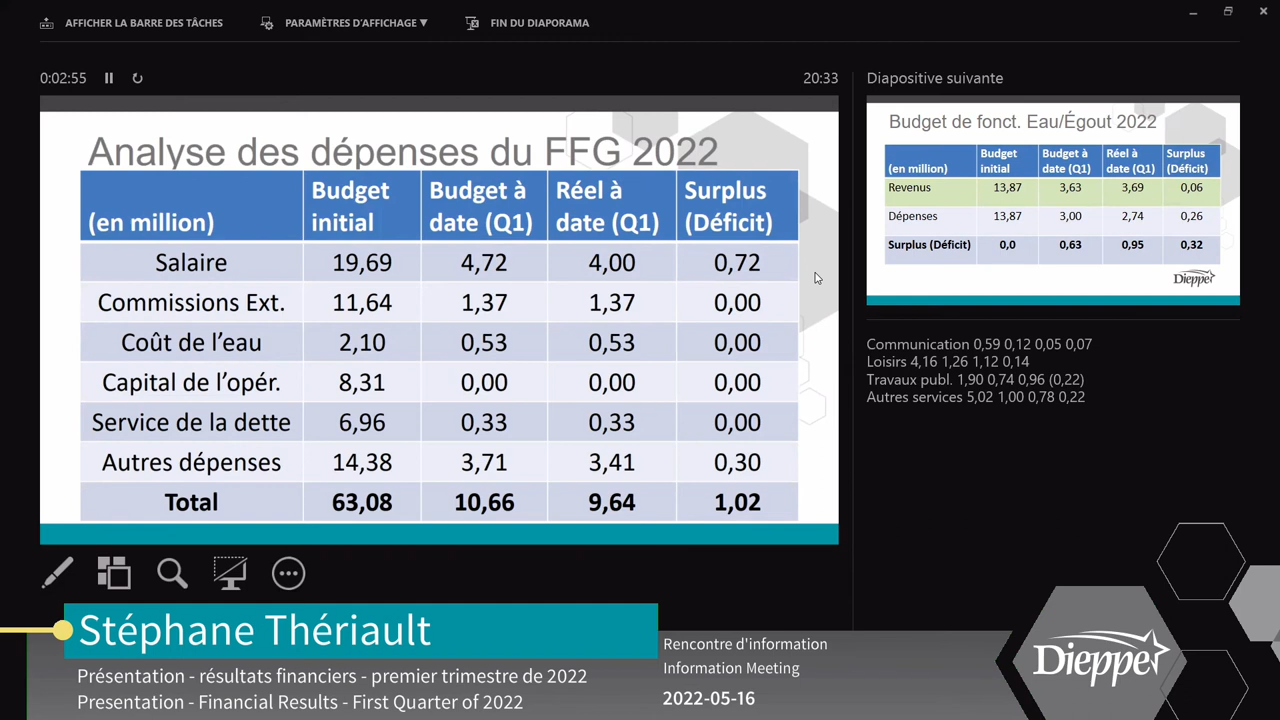 AFFICHER LA BARRE DES TÂCHES
PARAMÈTRES D'AFFICHAGE ▼
FIN DU DIAPORAMA
0:02:55
20:33
Analyse des dépenses du FFG 2022
(en million) Budget initial Budget à date (Q1) Réel à date (Q1) Surplus (Déficit)
Salaire 19,69 4,72 4,00 0,72
Commissions Ext. 11,64 1,37 1,37 0,00
Coût de l'eau 2,10 0,53 0,53 0,00
Capital de l'opér. 8,31 0,00 0,00 0,00
Service de la dette 6,96 0,33 0,33 0,00
Autres dépenses 14,38 3,71 3,41 0,30
Total 63,08 10,66 9,64 1,02
Diapositive suivante
Budget de fonct. Eau/Égout 2022
(en million) Budget initial Budget à date (Q1) Réel à date (Q1) Surplus (Déficit)
Revenus 13,87 3,63 3,69 0,06
Dépenses 13,87 3,00 2,74 0,26
Surplus (Déficit) 0,0 0,63 0,95 0,32
Dieppe
Communication 0,59 0,12 0,05 0,07
Loisirs 4,16 1,26 1,12 0,14
Travaux publ. 1,90 0,74 0,96 (0,22)
Autres services 5,02 1,00 0,78 0,22
Stéphane Thériault
Présentation - résultats financiers - premier trimestre de 2022
Presentation - Financial Results - First Quarter of 2022
Rencontre d'information
Information Meeting
2022-05-16
Dieppe